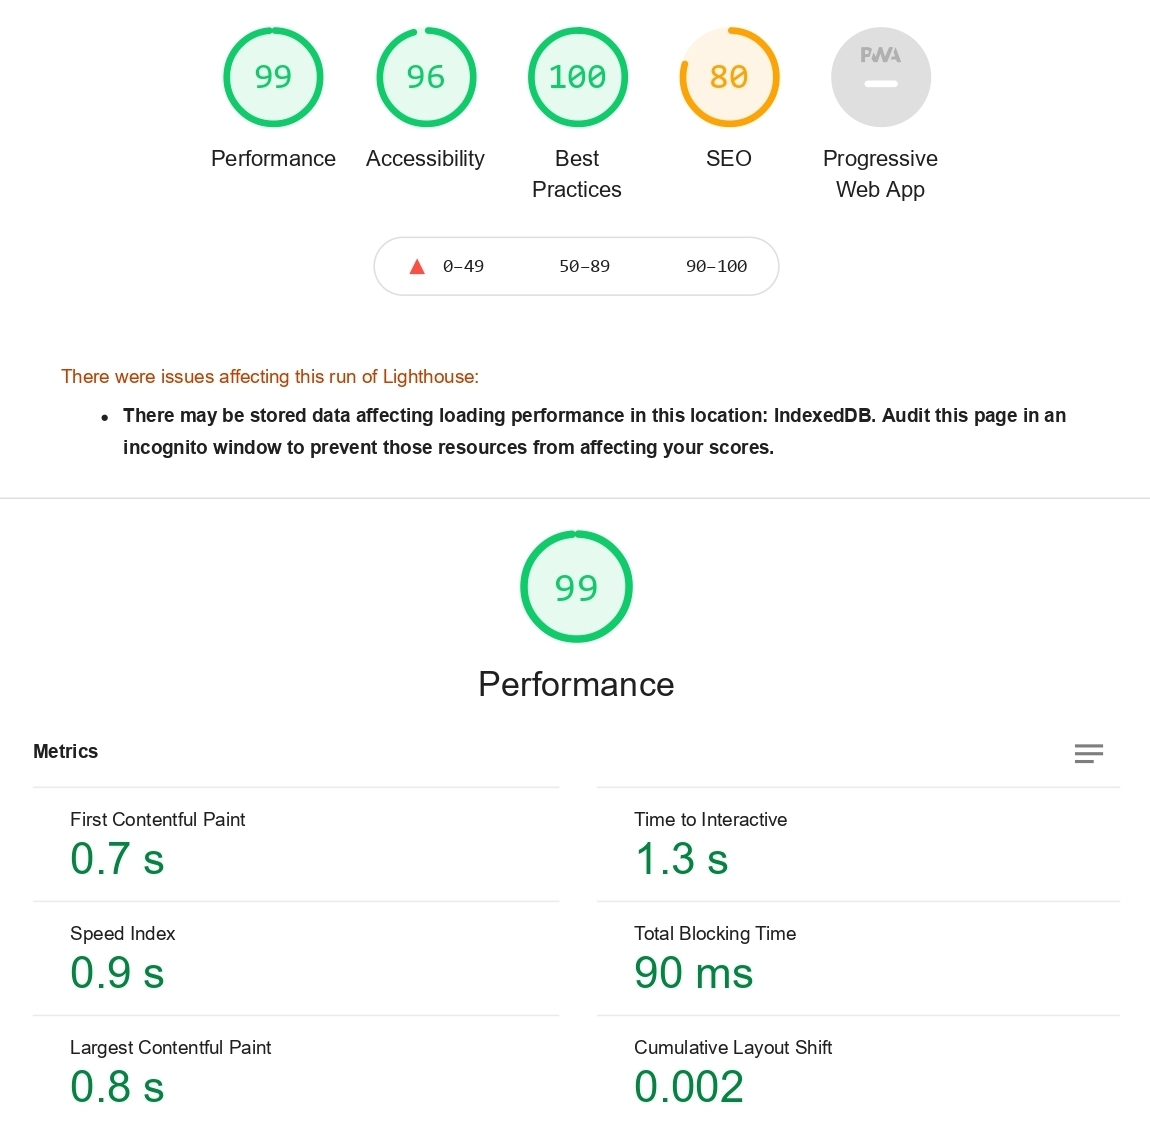 99 96 100 80 PWA
Performance Accessibility Best Practices SEO Progressive Web App
0–49 50–89 90–100
There were issues affecting this run of Lighthouse:
• There may be stored data affecting loading performance in this location: IndexedDB. Audit this page in an
incognito window to prevent those resources from affecting your scores.
99
Performance
Metrics
First Contentful Paint
0.7 s
Time to Interactive
1.3 s
Speed Index
0.9 s
Total Blocking Time
90 ms
Largest Contentful Paint
0.8 s
Cumulative Layout Shift
0.002